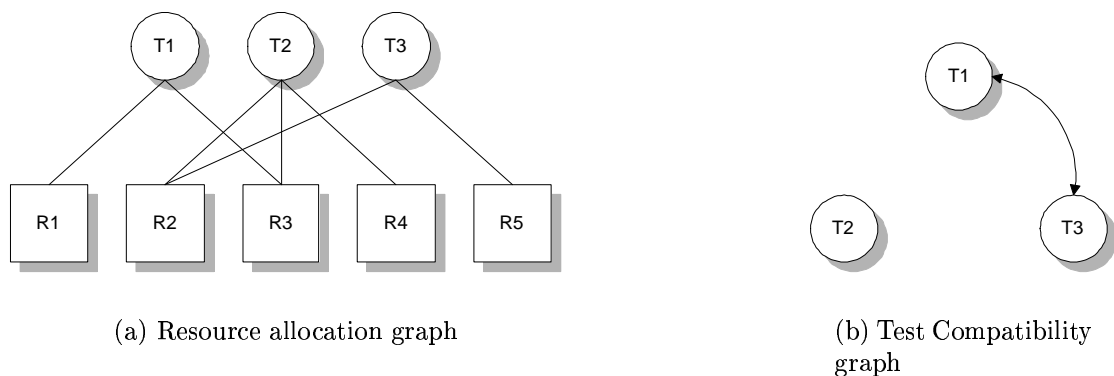 T1 T2 T3
T1
R1 R2 R3 R4 R5
T2 T3
(a) Resource allocation graph
(b) Test Compatibility
graph